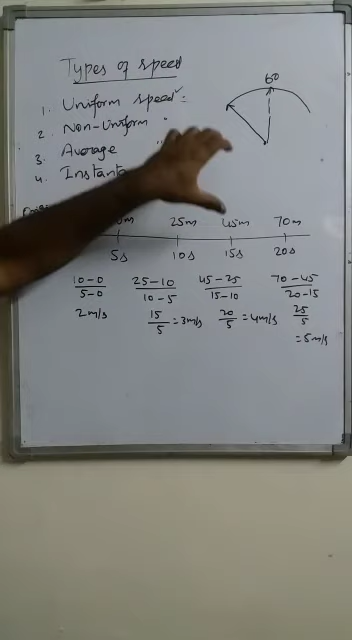 Types of speed
60
1. Uniform speed :
2. Non-Uniform "
3. Average "
4. Instant
25m 45m 70m
5s 10s 15s 20s
10-0 / 5-0 25-10 / 10-5 45-25 / 15-10 70-45 / 20-15
2m/s 15/5 = 3m/s 20/5 = 4m/s 25/5
= 5m/s